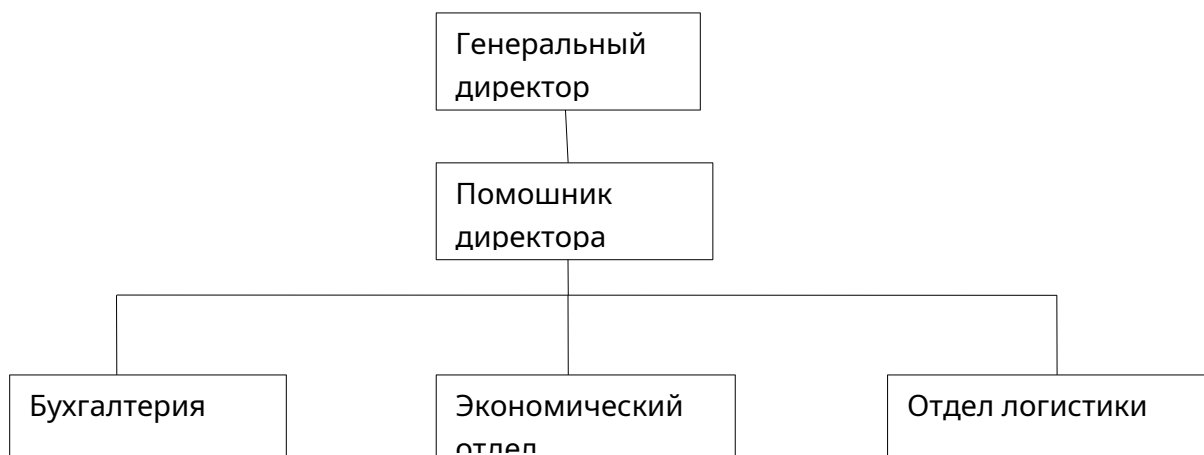 Генеральный
директор
Помошник
директора
Бухгалтерия
Экономический
отдел
Отдел логистики